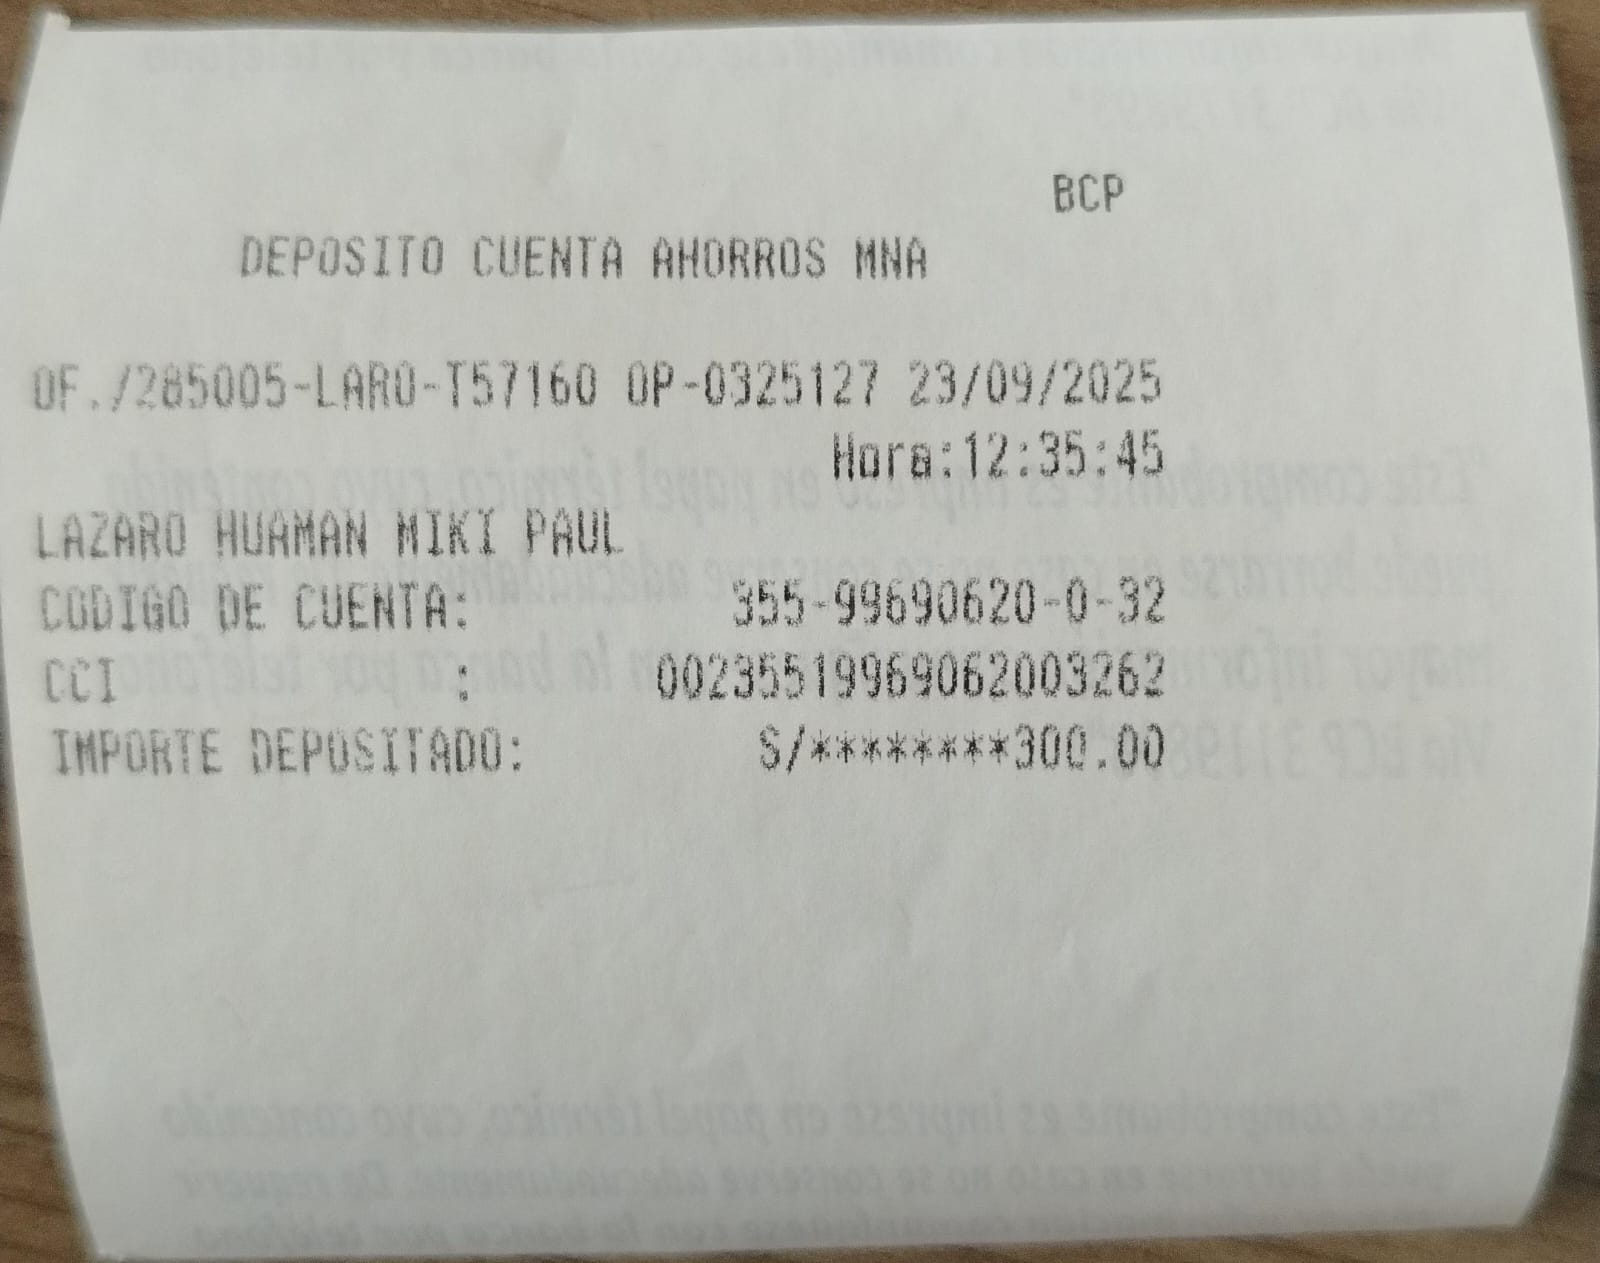 BCP
DEPOSITO CUENTA AHORROS MNA
OF./285005-LARO-T57160 OP-0325127 23/09/2025
Hora:12:35:45
LAZARO HUAMAN MIKI PAUL
CODIGO DE CUENTA: 355-99690620-0-32
CCI : 00235519969062003262
IMPORTE DEPOSITADO: S/********300.00